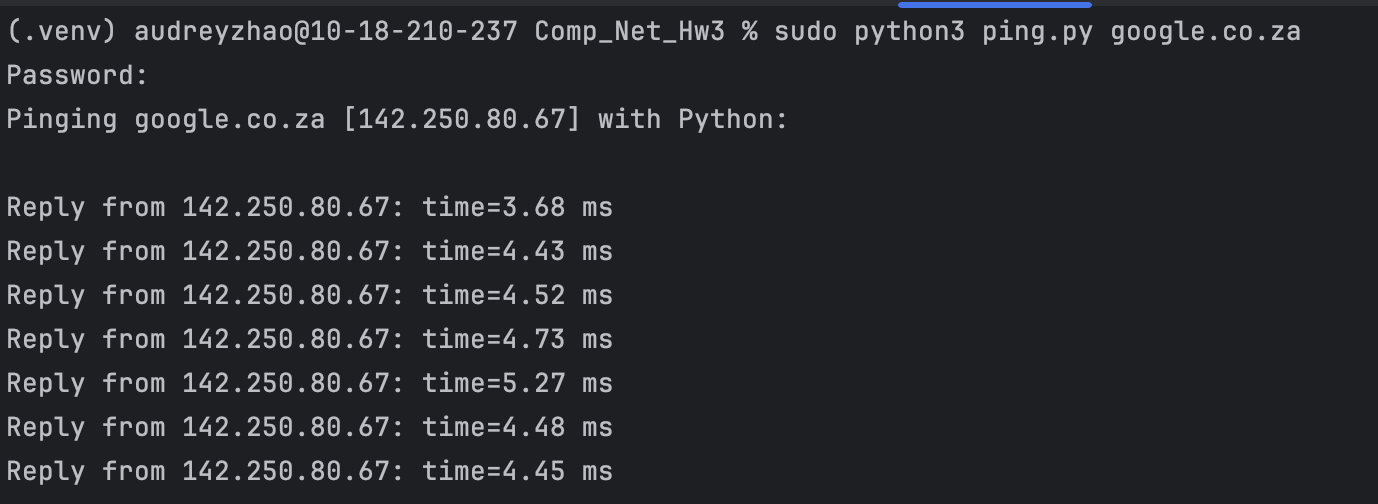 (.venv) audreyzhao@10-18-210-237 Comp_Net_Hw3 % sudo python3 ping.py google.co.za
Password:
Pinging google.co.za [142.250.80.67] with Python:
Reply from 142.250.80.67: time=3.68 ms
Reply from 142.250.80.67: time=4.43 ms
Reply from 142.250.80.67: time=4.52 ms
Reply from 142.250.80.67: time=4.73 ms
Reply from 142.250.80.67: time=5.27 ms
Reply from 142.250.80.67: time=4.48 ms
Reply from 142.250.80.67: time=4.45 ms